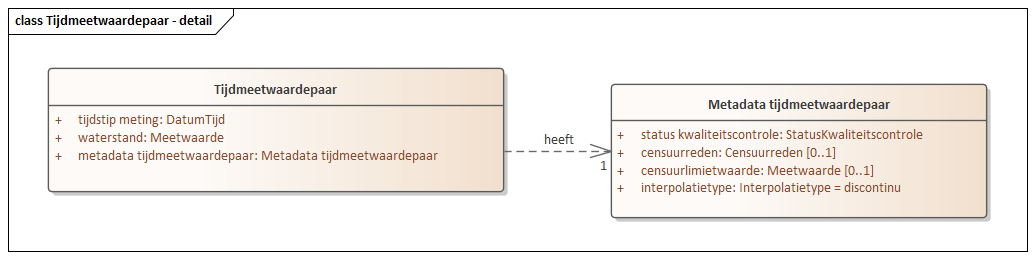 class Tijdmeetwaardepaar - detail
Tijdmeetwaardepaar
+ tijdstip meting: DatumTijd
+ waterstand: Meetwaarde
+ metadata tijdmeetwaardepaar: Metadata tijdmeetwaardepaar
heeft
1
Metadata tijdmeetwaardepaar
+ status kwaliteitscontrole: StatusKwaliteitscontrole
+ censuurreden: Censuurreden [0..1]
+ censuurlimietwaarde: Meetwaarde [0..1]
+ interpolatietype: Interpolatietype = discontinu